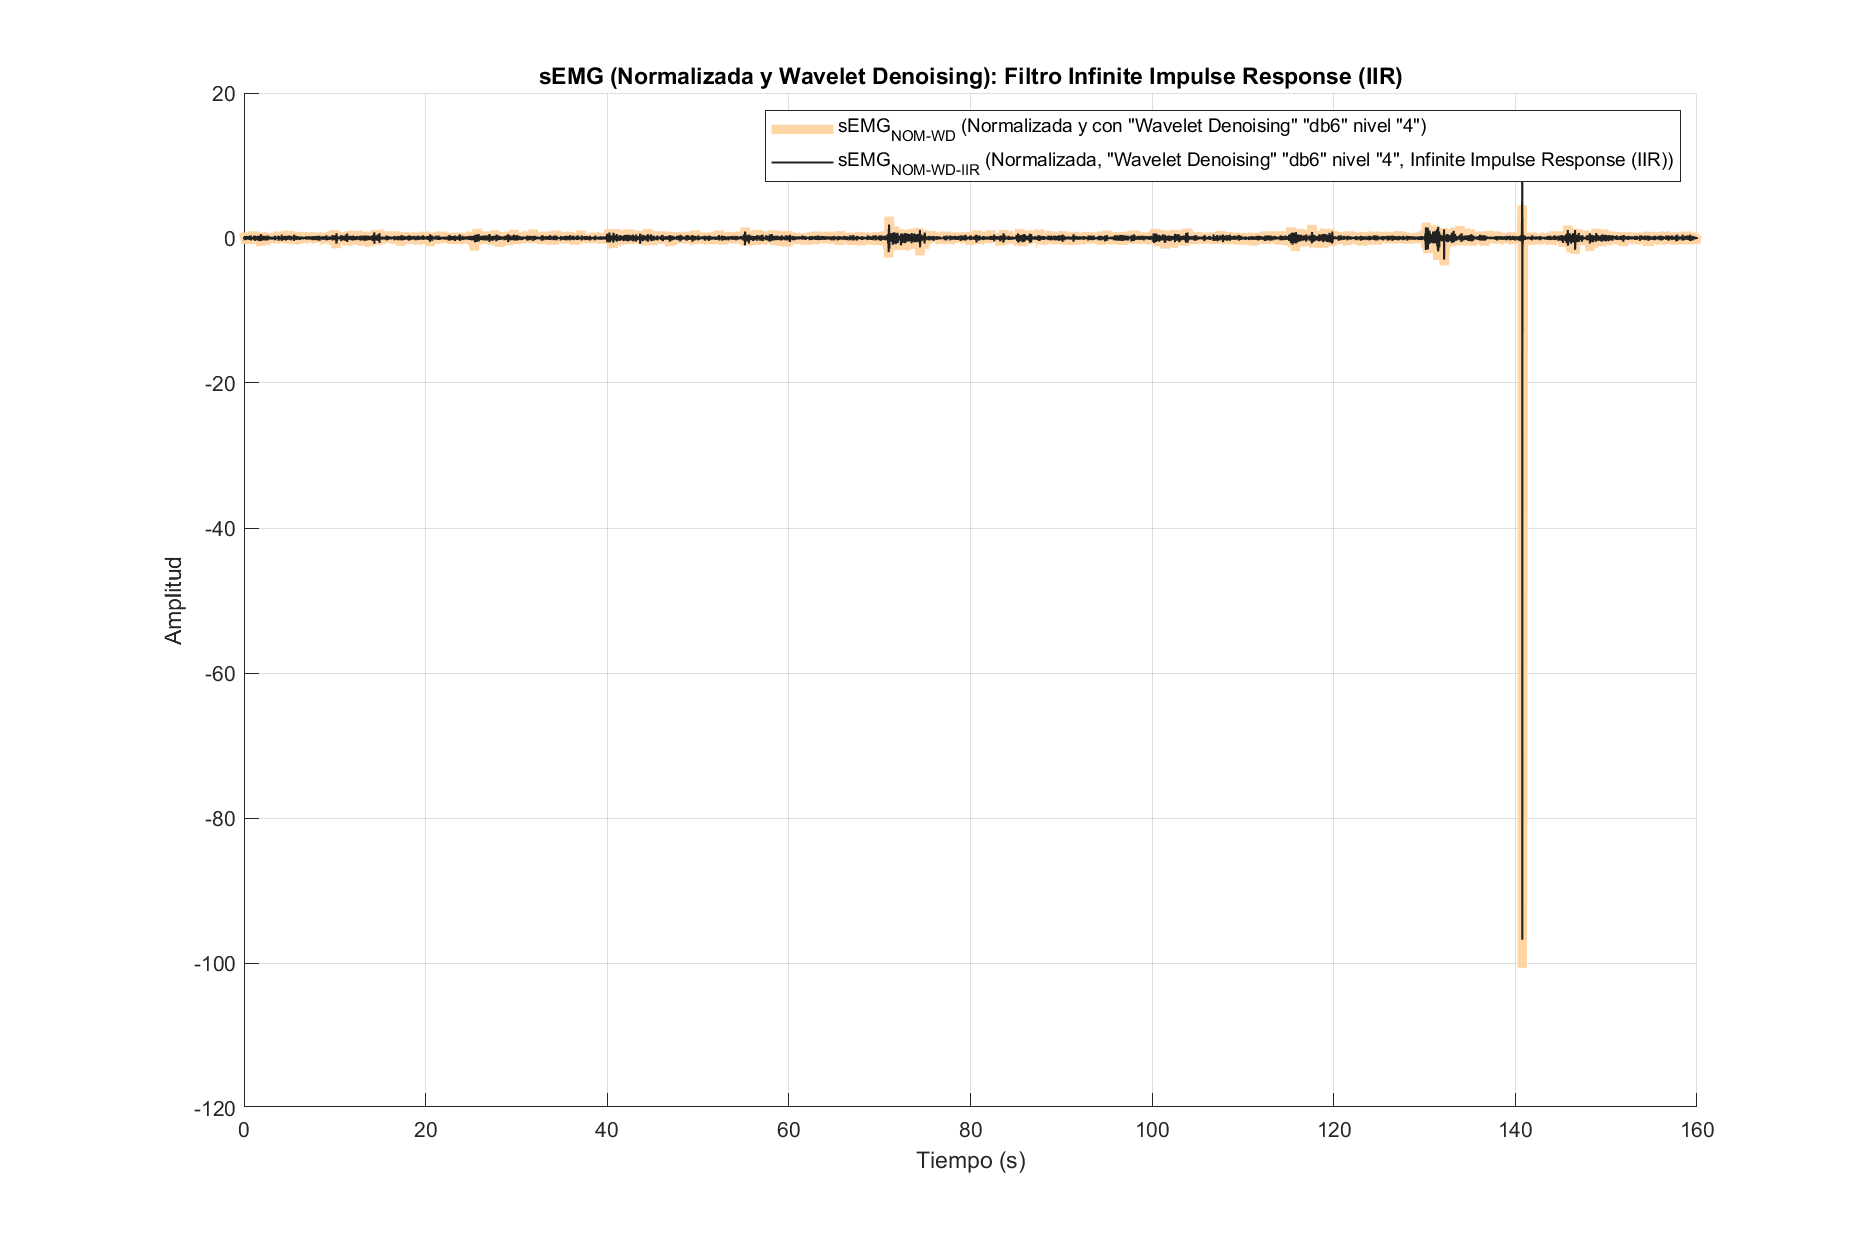 sEMG (Normalizada y Wavelet Denoising): Filtro Infinite Impulse Response (IIR)
sEMG_NOM-WD (Normalizada y con "Wavelet Denoising" "db6" nivel "4")
sEMG_NOM-WD-IIR (Normalizada, "Wavelet Denoising" "db6" nivel "4", Infinite Impulse Response (IIR))
20
0
-20
-40
-60
-80
-100
-120
Amplitud
0 20 40 60 80 100 120 140 160
Tiempo (s)